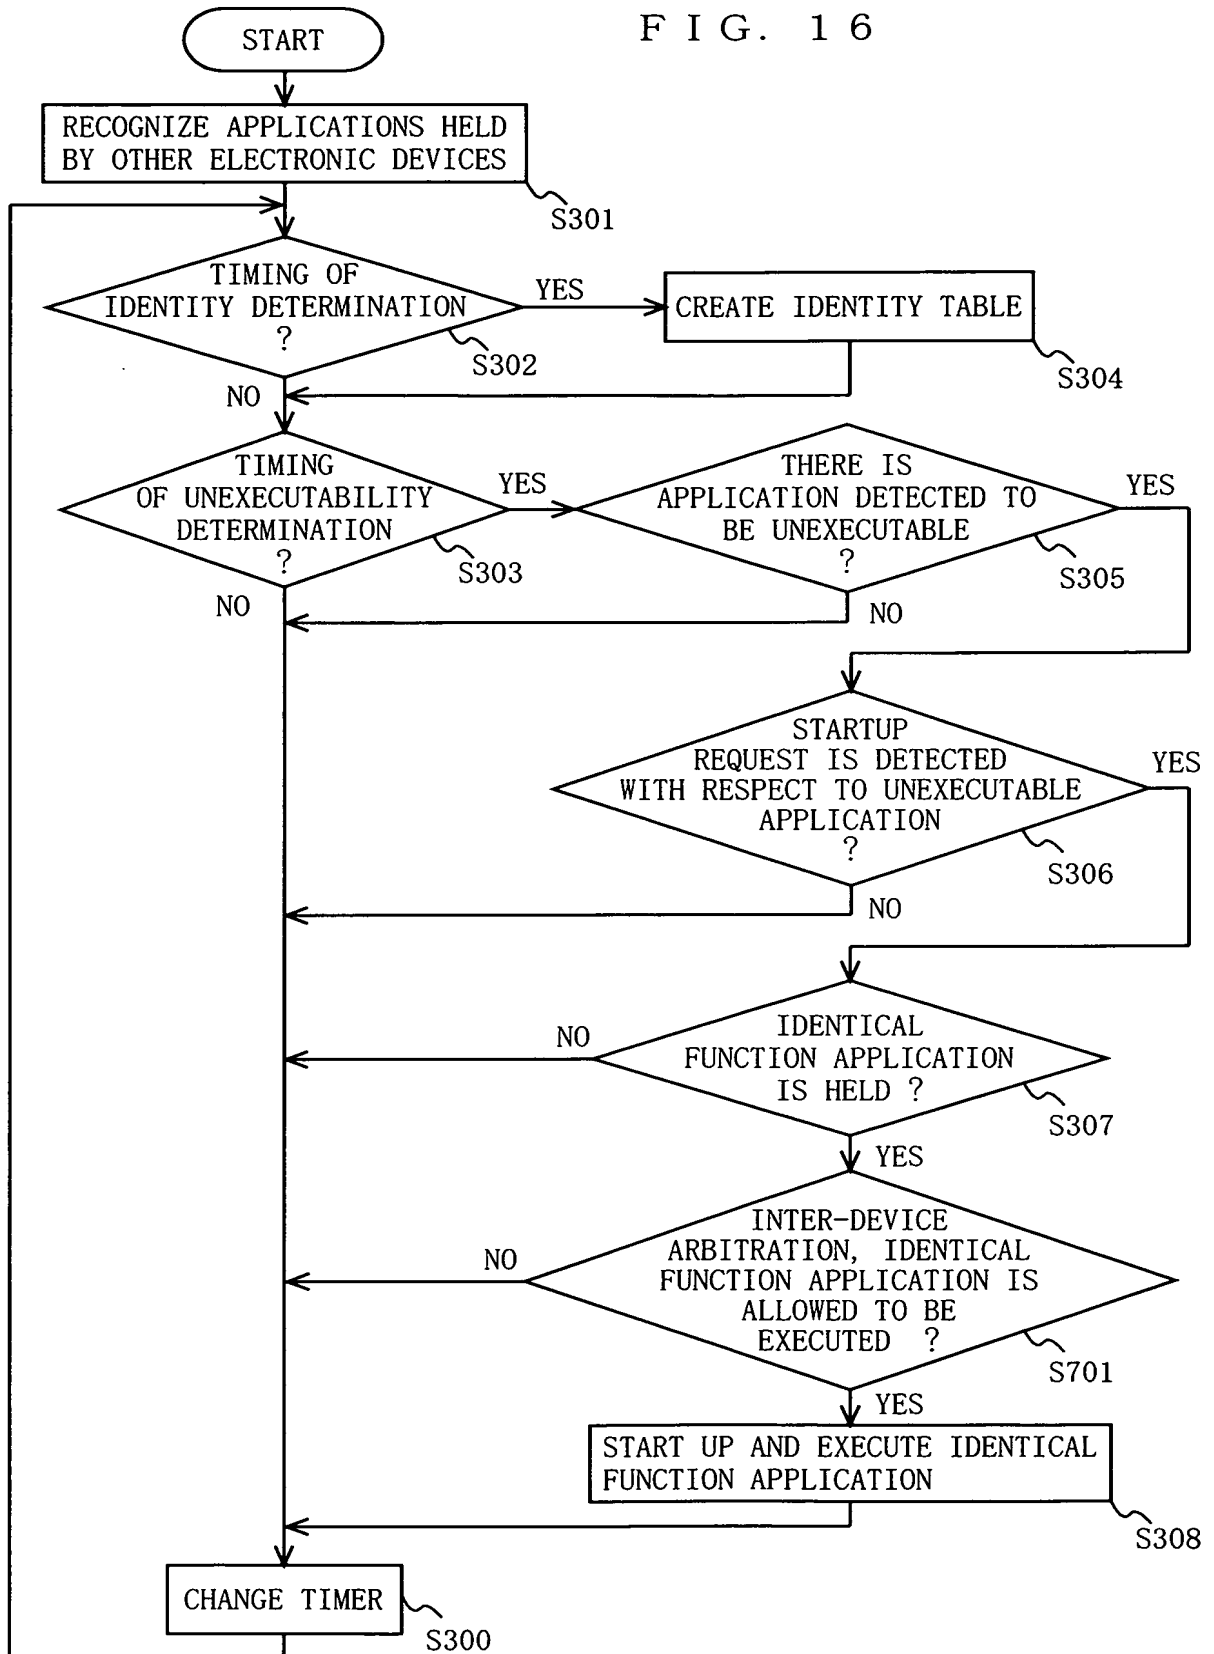 FIG. 16
START
RECOGNIZE APPLICATIONS HELD
BY OTHER ELECTRONIC DEVICES
S301
TIMING OF
IDENTITY DETERMINATION
?
S302
YES
CREATE IDENTITY TABLE
S304
NO
TIMING
OF UNEXECUTABILITY
DETERMINATION
?
S303
YES
THERE IS
APPLICATION DETECTED TO
BE UNEXECUTABLE
?
S305
YES
NO
NO
STARTUP
REQUEST IS DETECTED
WITH RESPECT TO UNEXECUTABLE
APPLICATION
?
S306
YES
NO
IDENTICAL
FUNCTION APPLICATION
IS HELD ?
S307
NO
YES
INTER-DEVICE
ARBITRATION, IDENTICAL
FUNCTION APPLICATION IS
ALLOWED TO BE
EXECUTED ?
S701
NO
YES
START UP AND EXECUTE IDENTICAL
FUNCTION APPLICATION
S308
CHANGE TIMER
S300